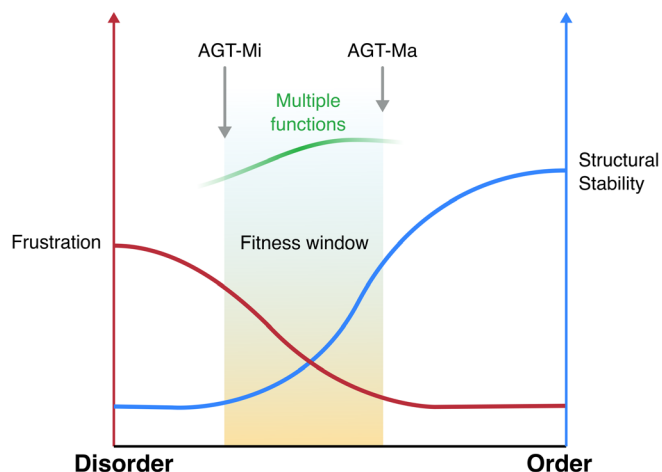 AGT-Mi
AGT-Ma
Multiple
functions
Structural
Stability
Frustration
Fitness window
Disorder
Order